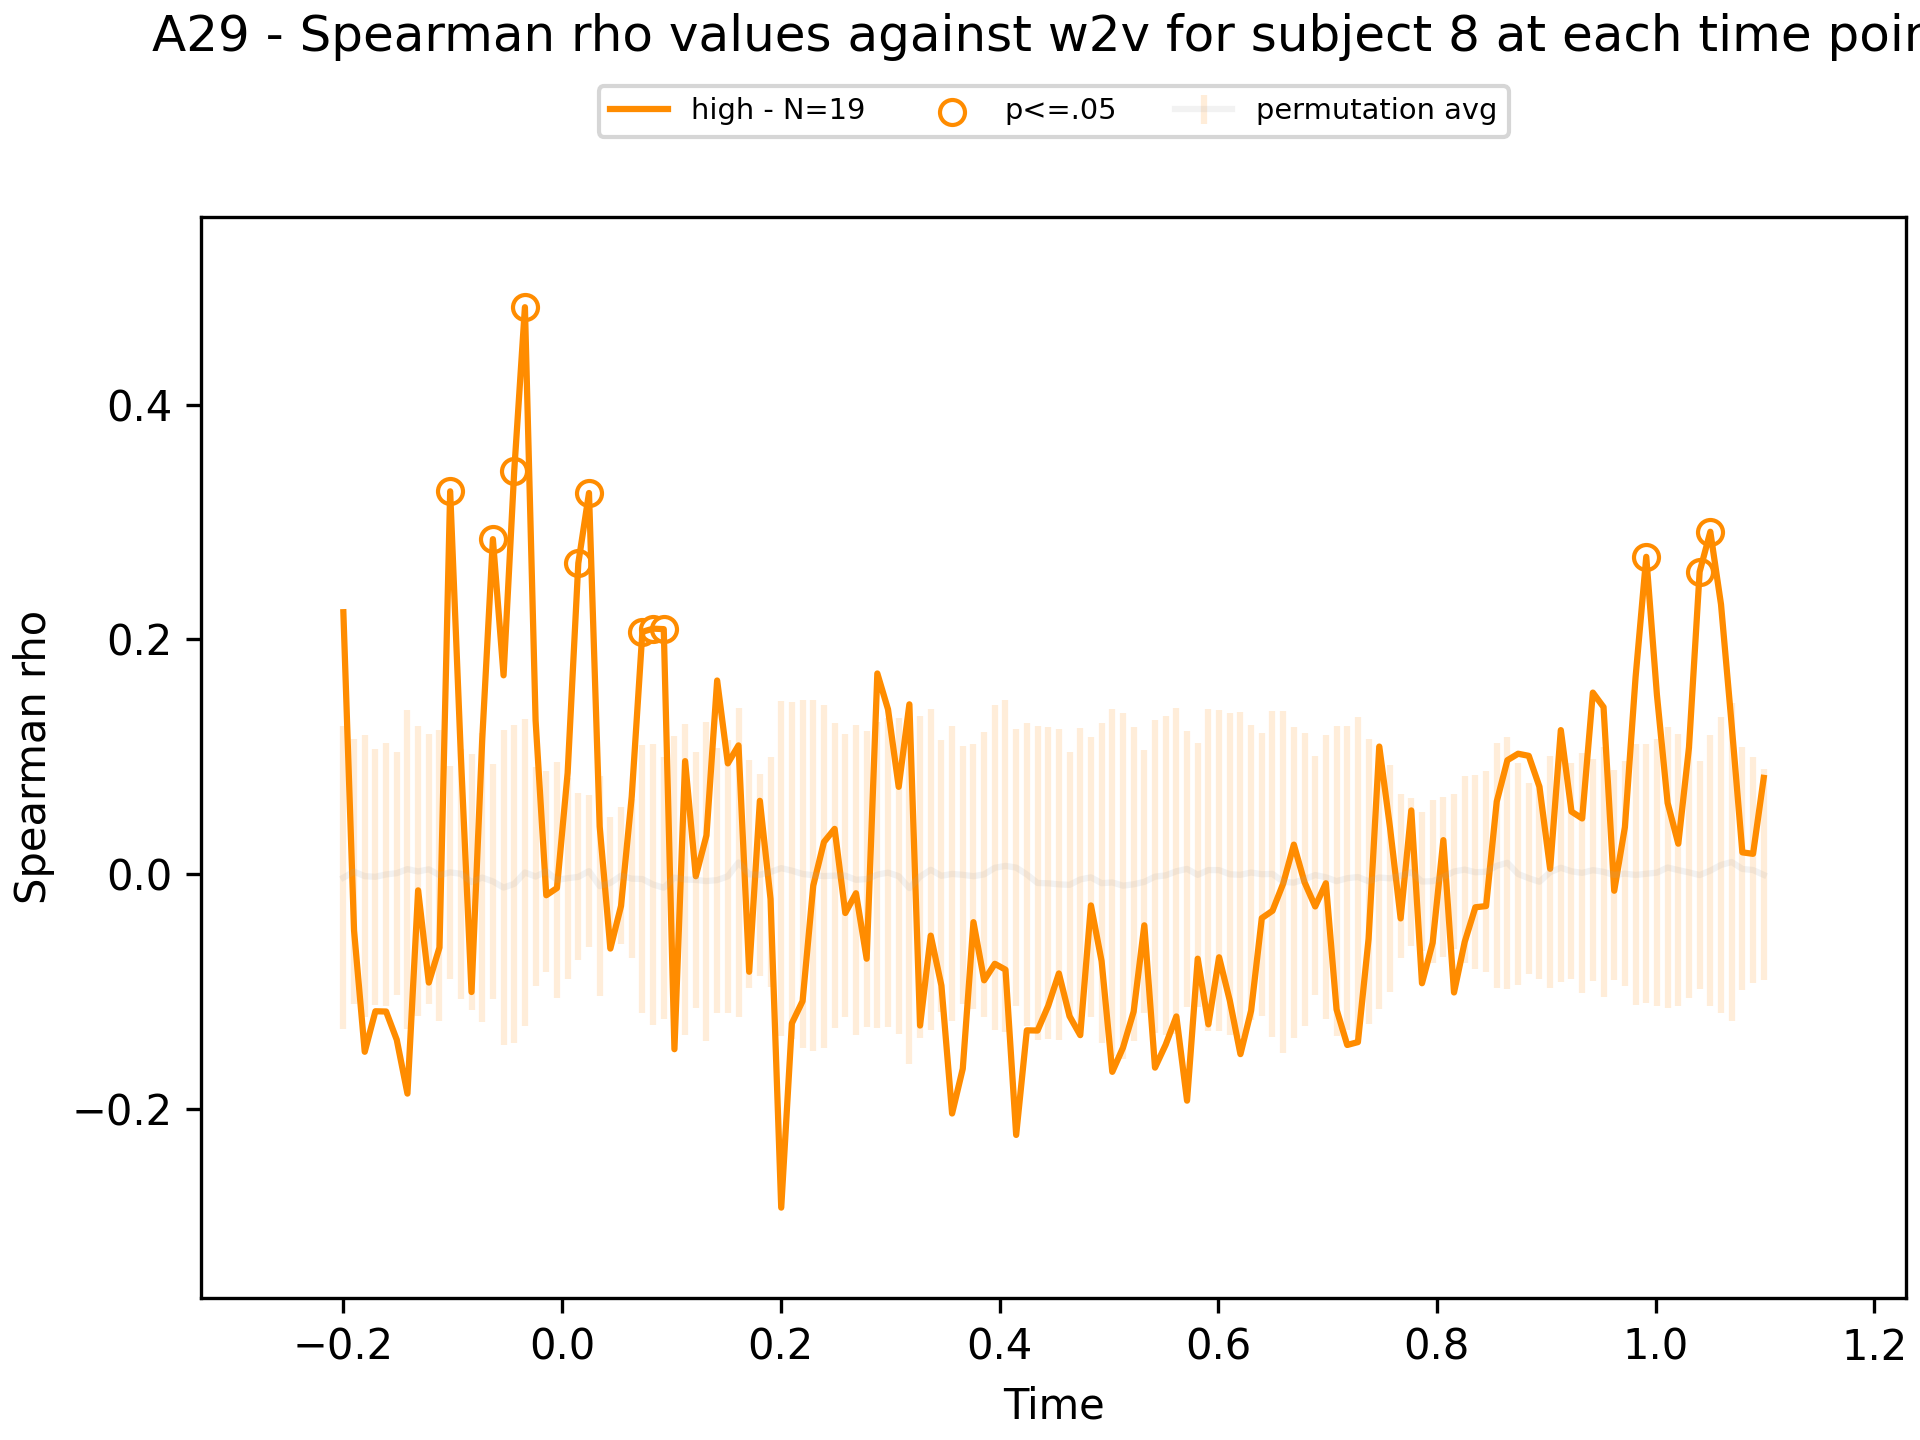 A29 - Spearman rho values against w2v for subject 8 at each time poin
high - N=19 p<=.05 permutation avg
Spearman rho
0.4
0.2
0.0
−0.2
−0.2 0.0 0.2 0.4 0.6 0.8 1.0 1.2
Time